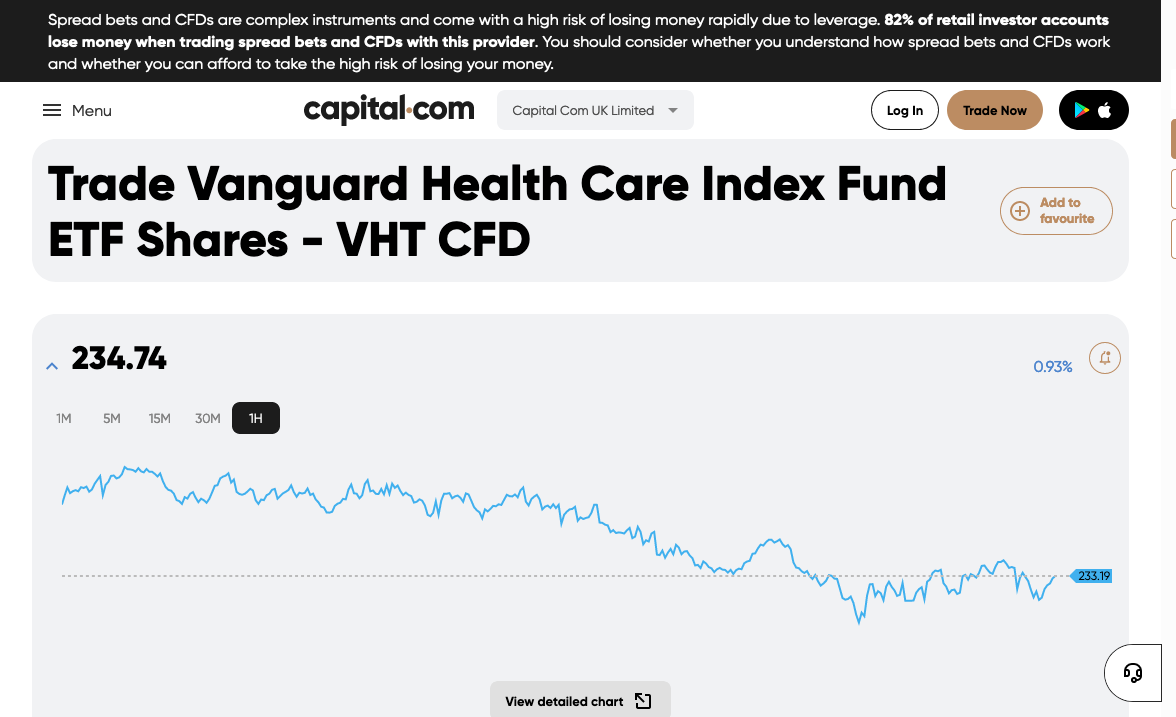 Spread bets and CFDs are complex instruments and come with a high risk of losing money rapidly due to leverage. 82% of retail investor accounts
lose money when trading spread bets and CFDs with this provider. You should consider whether you understand how spread bets and CFDs work
and whether you can afford to take the high risk of losing your money.
Menu
capital.com
Capital Com UK Limited
Log In
Trade Now
Trade Vanguard Health Care Index Fund
ETF Shares - VHT CFD
Add to
favourite
234.74
0.93%
1M 5M 15M 30M 1H
233.19
View detailed chart